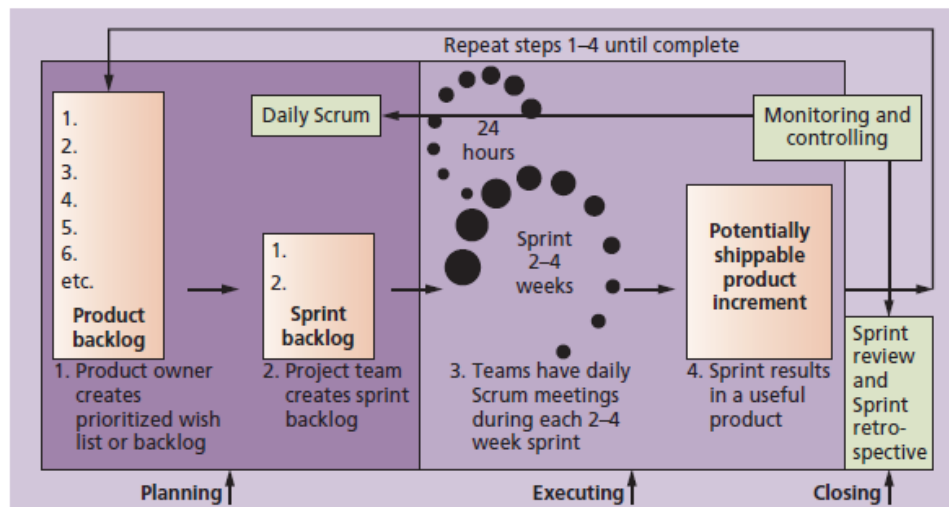 Repeat steps 1–4 until complete
1.
2.
3.
4.
5.
6.
etc.
Product
backlog
1. Product owner
creates
prioritized wish
list or backlog
Daily Scrum
1.
2.
Sprint
backlog
2. Project team
creates sprint
backlog
24
hours
Sprint
2–4
weeks
3. Teams have daily
Scrum meetings
during each 2–4
week sprint
Monitoring and
controlling
Potentially
shippable
product
increment
4. Sprint results
in a useful
product
Sprint
review
and
Sprint
retro-
spective
Planning
Executing
Closing